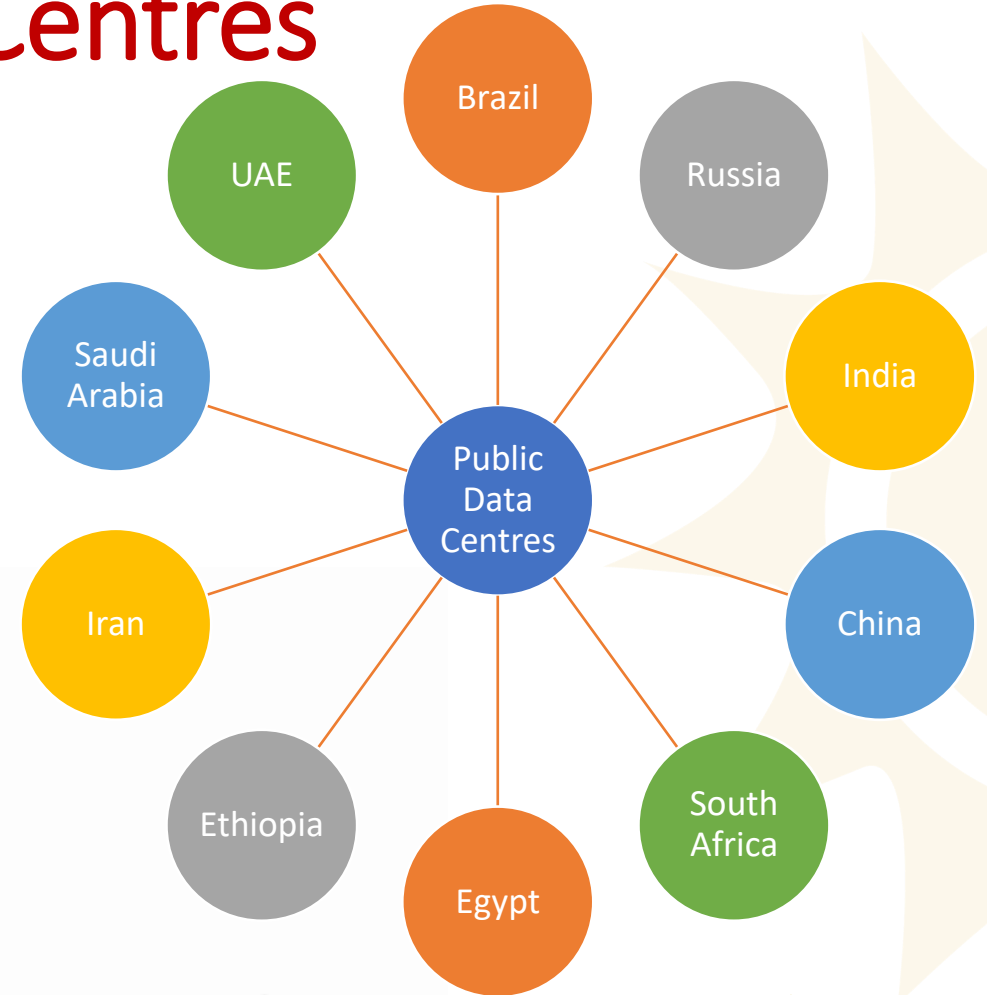 Centres
Brazil
Russia
India
China
South
Africa
Egypt
Ethiopia
Iran
Saudi
Arabia
UAE
Public
Data
Centres